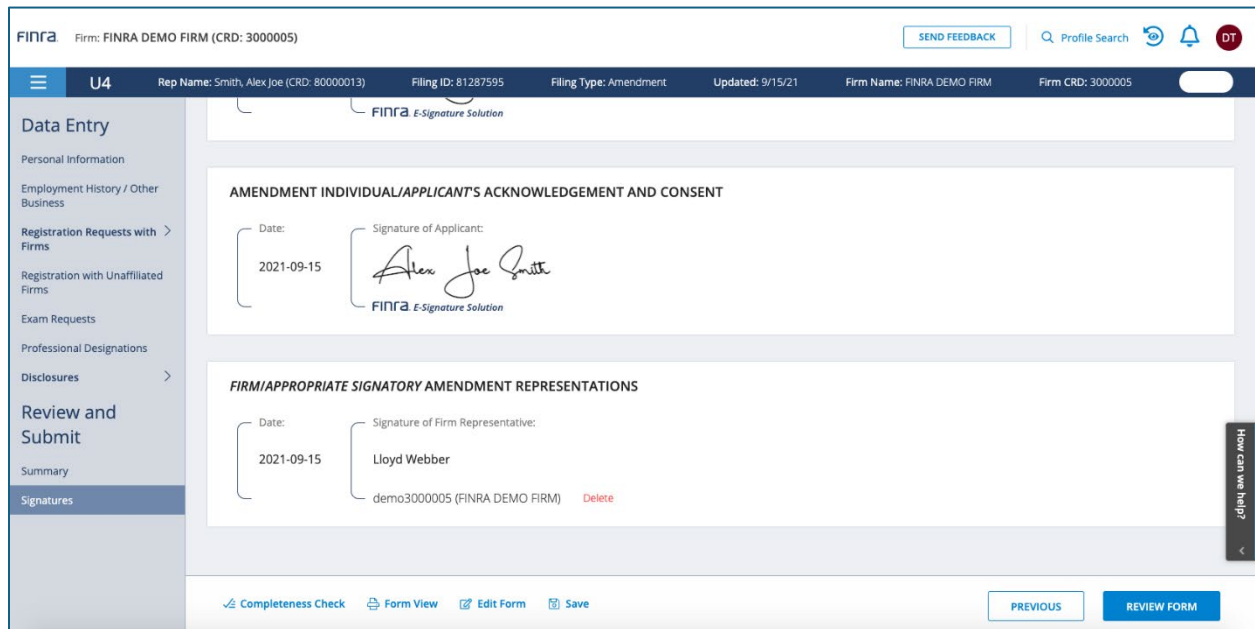 Finra Firm: FINRA DEMO FIRM (CRD: 3000005) SEND FEEDBACK Profile Search DT
U4 Rep Name: Smith, Alex Joe (CRD: 80000013) Filing ID: 81287595 Filing Type: Amendment Updated: 9/15/21 Firm Name: FINRA DEMO FIRM Firm CRD: 3000005
Data Entry
Personal Information
Employment History / Other
Business
Registration Requests with
Firms
Registration with Unaffiliated
Firms
Exam Requests
Professional Designations
Disclosures
Review and
Submit
Summary
Signatures
Finra E-Signature Solution
AMENDMENT INDIVIDUAL/APPLICANT'S ACKNOWLEDGEMENT AND CONSENT
Date: Signature of Applicant:
2021-09-15 Alex Joe Smith
Finra E-Signature Solution
FIRM/APPROPRIATE SIGNATORY AMENDMENT REPRESENTATIONS
Date: Signature of Firm Representative:
2021-09-15 Lloyd Webber
demo3000005 (FINRA DEMO FIRM) Delete
How can we help?
Completeness Check Form View Edit Form Save PREVIOUS REVIEW FORM